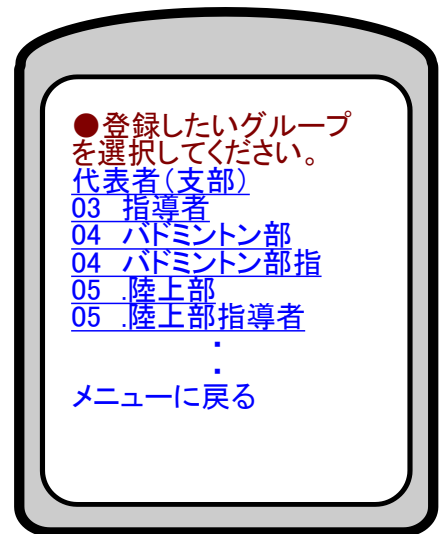 ●登録したいグループ
を選択してください。
代表者（支部）
03　指導者
04　バドミントン部
04　バドミントン部指
05　.陸上部
05　.陸上部指導者
・
・
メニューに戻る